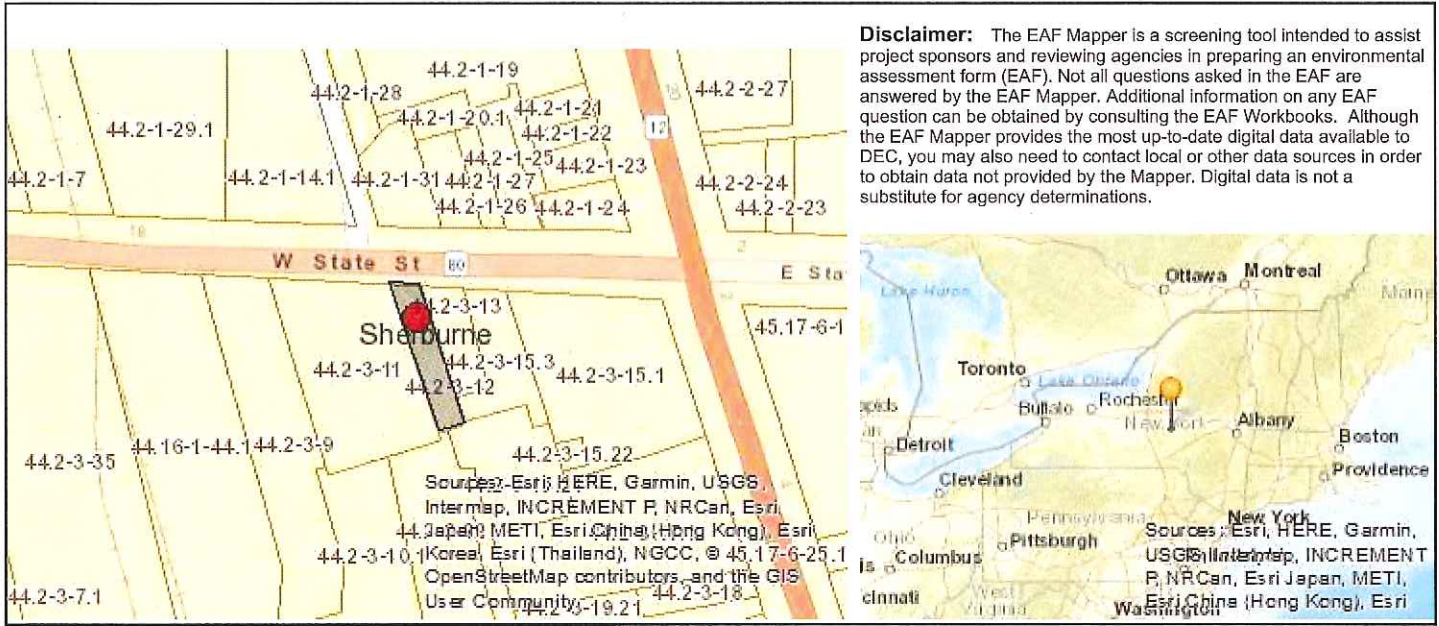 Disclaimer: The EAF Mapper is a screening tool intended to assist
project sponsors and reviewing agencies in preparing an environmental
assessment form (EAF). Not all questions asked in the EAF are
answered by the EAF Mapper. Additional information on any EAF
question can be obtained by consulting the EAF Workbooks. Although
the EAF Mapper provides the most up-to-date digital data available to
DEC, you may also need to contact local or other data sources in order
to obtain data not provided by the Mapper. Digital data is not a
substitute for agency determinations.
44.2-1-19
44.2-1-28
44.2-1-20.1
44.2-1-21
44.2-1-22
44.2-1-29.1
44.2-1-25
44.2-1-23
44.2-1-7
44.2-1-14.1
44.2-1-31
44.2-1-27
44.2-1-26
44.2-1-24
12
18
44.2-2-27
44.2-2-24
44.2-2-23
18
W State St
80
2
E Sta
44.2-3-13
Sherburne
44.2-3-11
44.2-3-15.3
44.2-3-12
44.2-3-15.1
45.17-6-1
44.2-3-35
44.16-1-44.1
44.2-3-9
44.2-3-15.22
Sources: Esri, HERE, Garmin, USGS,
Intermap, INCREMENT P, NRCan, Esri
Japan, METI, Esri China (Hong Kong), Esri
44.2-3-10.1
Korea, Esri (Thailand), NGCC, ©
45.17-6-25.1
OpenStreetMap contributors, and the GIS
User Community
44.2-3-7.1
44.2-3-18
Ottawa
Montreal
Lake Huron
Maine
Toronto
Lake Ontario
Buffalo
Rochester
New York
Albany
Detroit
Boston
Providence
Cleveland
Pennsylvania
New York
Ohio
Pittsburgh
Columbus
West
Virginia
Washington
cinnati
Sources: Esri, HERE, Garmin,
USGS, Intermap, INCREMENT
P, NRCan, Esri Japan, METI,
Esri China (Hong Kong), Esri